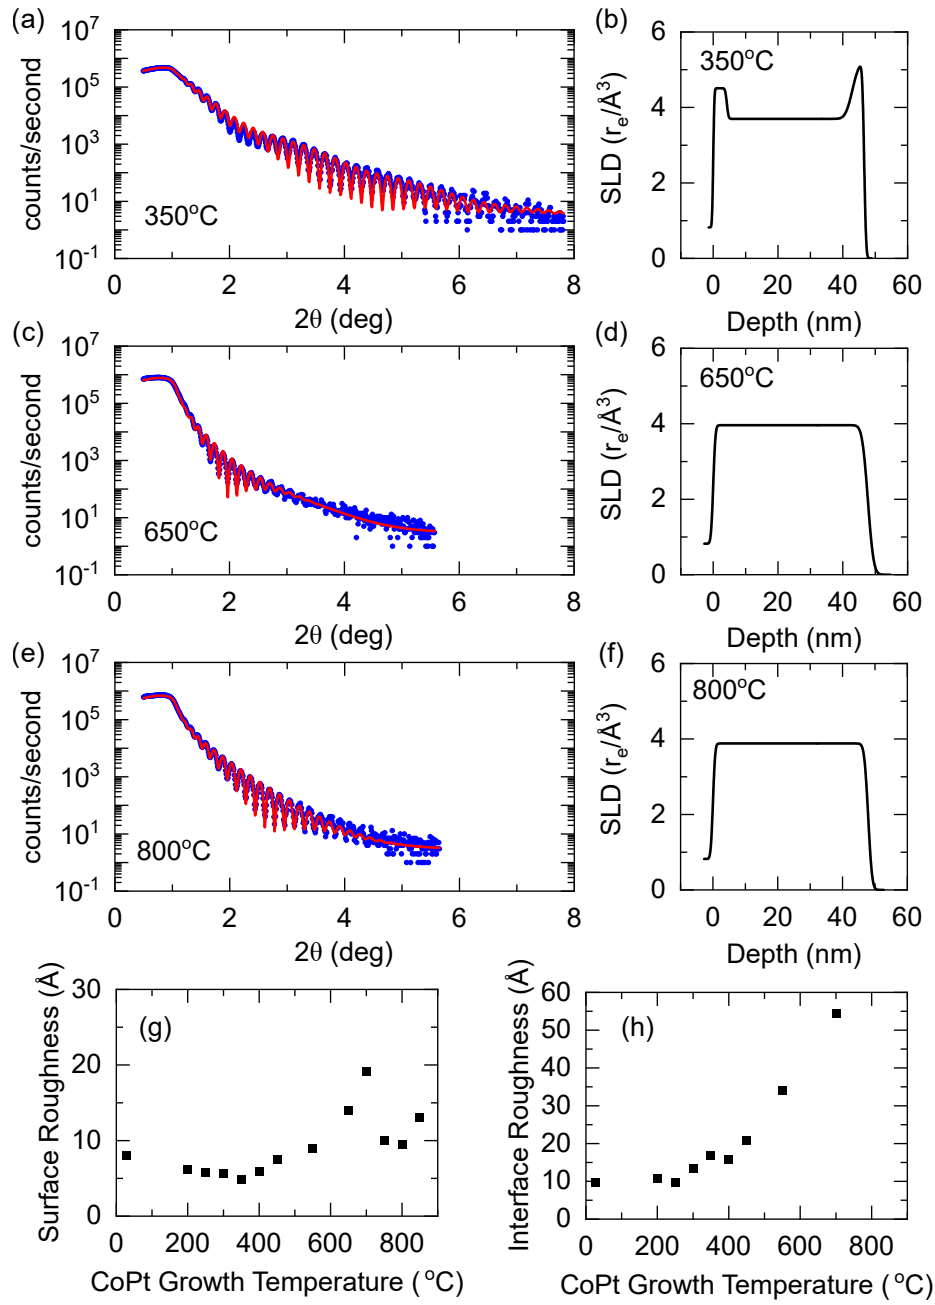 (a)
10^7
10^5
10^3
10^1
10^-1
counts/second
350°C
0 2 4 6 8
2θ (deg)
(b)
6
4
2
0
SLD (r_e/Å^3)
350°C
0 20 40 60
Depth (nm)
(c)
10^7
10^5
10^3
10^1
10^-1
counts/second
650°C
0 2 4 6 8
2θ (deg)
(d)
6
4
2
0
SLD (r_e/Å^3)
650°C
0 20 40 60
Depth (nm)
(e)
10^7
10^5
10^3
10^1
10^-1
counts/second
800°C
0 2 4 6 8
2θ (deg)
(f)
6
4
2
0
SLD (r_e/Å^3)
800°C
0 20 40 60
Depth (nm)
(g)
30
20
10
0
Surface Roughness (Å)
0 200 400 600 800
CoPt Growth Temperature (°C)
(h)
60
50
40
30
20
10
0
Interface Roughness (Å)
0 200 400 600 800
CoPt Growth Temperature (°C)